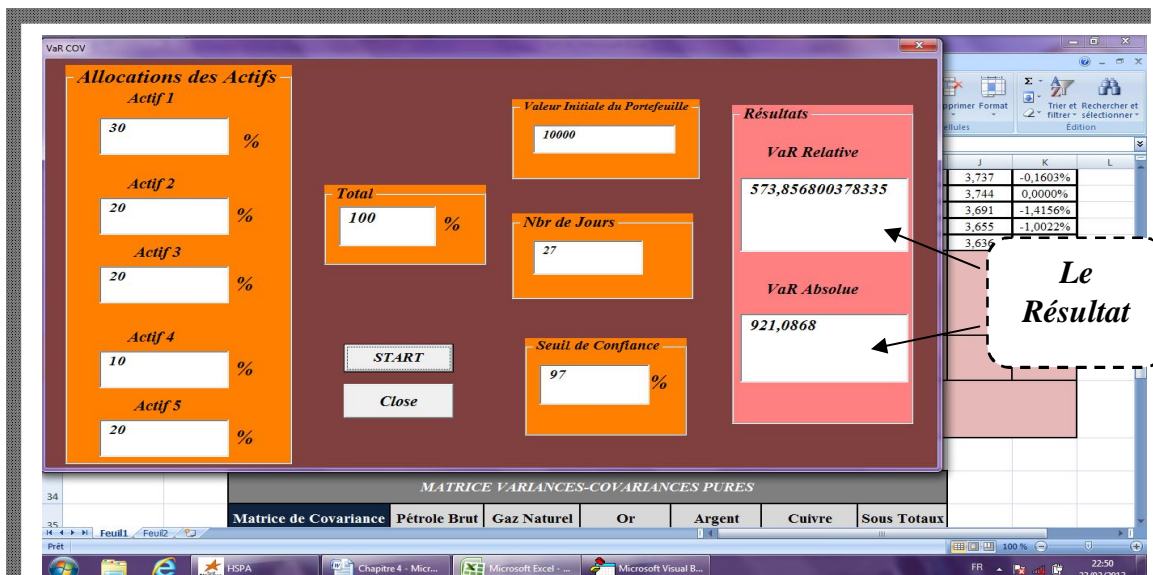 VaR COV
Allocations des Actifs
Actif 1
30
%
Actif 2
20
%
Actif 3
20
%
Actif 4
10
%
Actif 5
20
%
Total
100
%
START
Close
Valeur Initiale du Portefeuille
10000
Nbr de Jours
27
Seuil de Confiance
97
%
Résultats
VaR Relative
573,856800378335
VaR Absolue
921,0868
Le
Résultat
Format
Trier et Rechercher et
filtrer sélectionner
Édition
J K L
3,737 -0,1603%
3,744 0,0000%
3,691 -1,4156%
3,655 -1,0022%
3,636
34
MATRICE VARIANCES-COVARIANCES PURES
35
Matrice de Covariance Pétrole Brut Gaz Naturel Or Argent Cuivre Sous Totaux
Feuil1 Feuil2
Prêt
100 %
HSPA
Chapitre 4 - Micr...
Microsoft Excel - ...
Microsoft Visual B...
FR
22:50